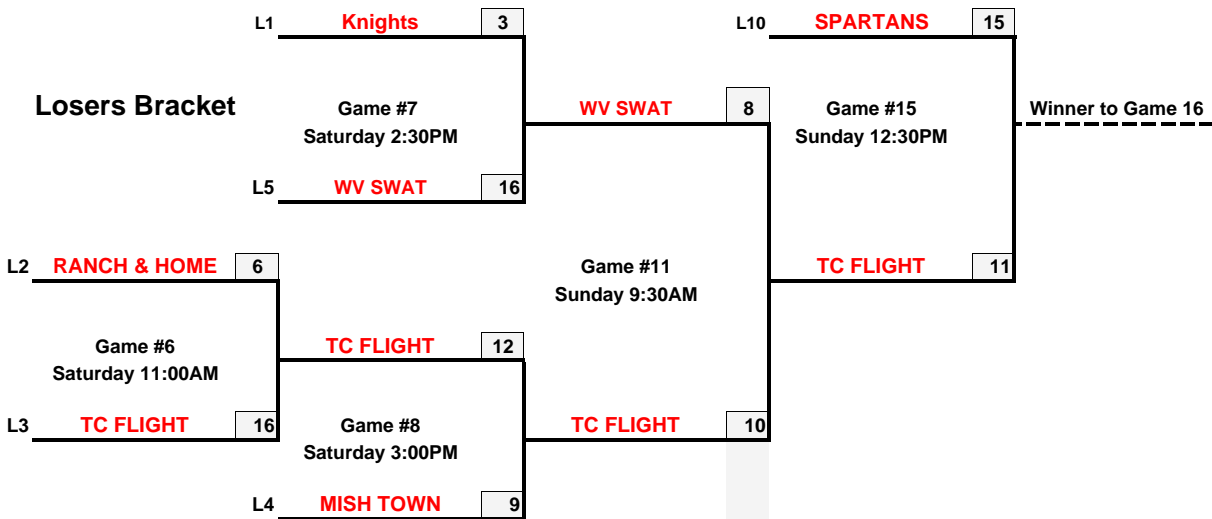 L1 Knights 3
L10 SPARTANS 15
Losers Bracket
Game #7
Saturday 2:30PM
WV SWAT 8
Game #15
Sunday 12:30PM
Winner to Game 16
L5 WV SWAT 16
L2 RANCH & HOME 6
Game #11
Sunday 9:30AM
TC FLIGHT 11
Game #6
Saturday 11:00AM
TC FLIGHT 12
L3 TC FLIGHT 16
Game #8
Saturday 3:00PM
TC FLIGHT 10
L4 MISH TOWN 9